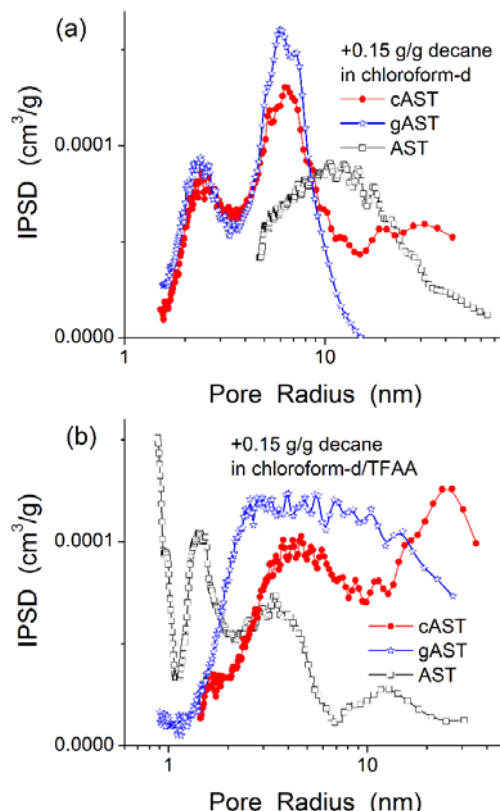 (a)
+0.15 g/g decane
in chloroform-d
cAST
gAST
AST
IPSD (cm³/g)
0.0001
0.0000
1
10
Pore Radius (nm)
(b)
+0.15 g/g decane
in chloroform-d/TFAA
IPSD (cm³/g)
0.0001
cAST
gAST
AST
0.0000
1
10
Pore Radius (nm)